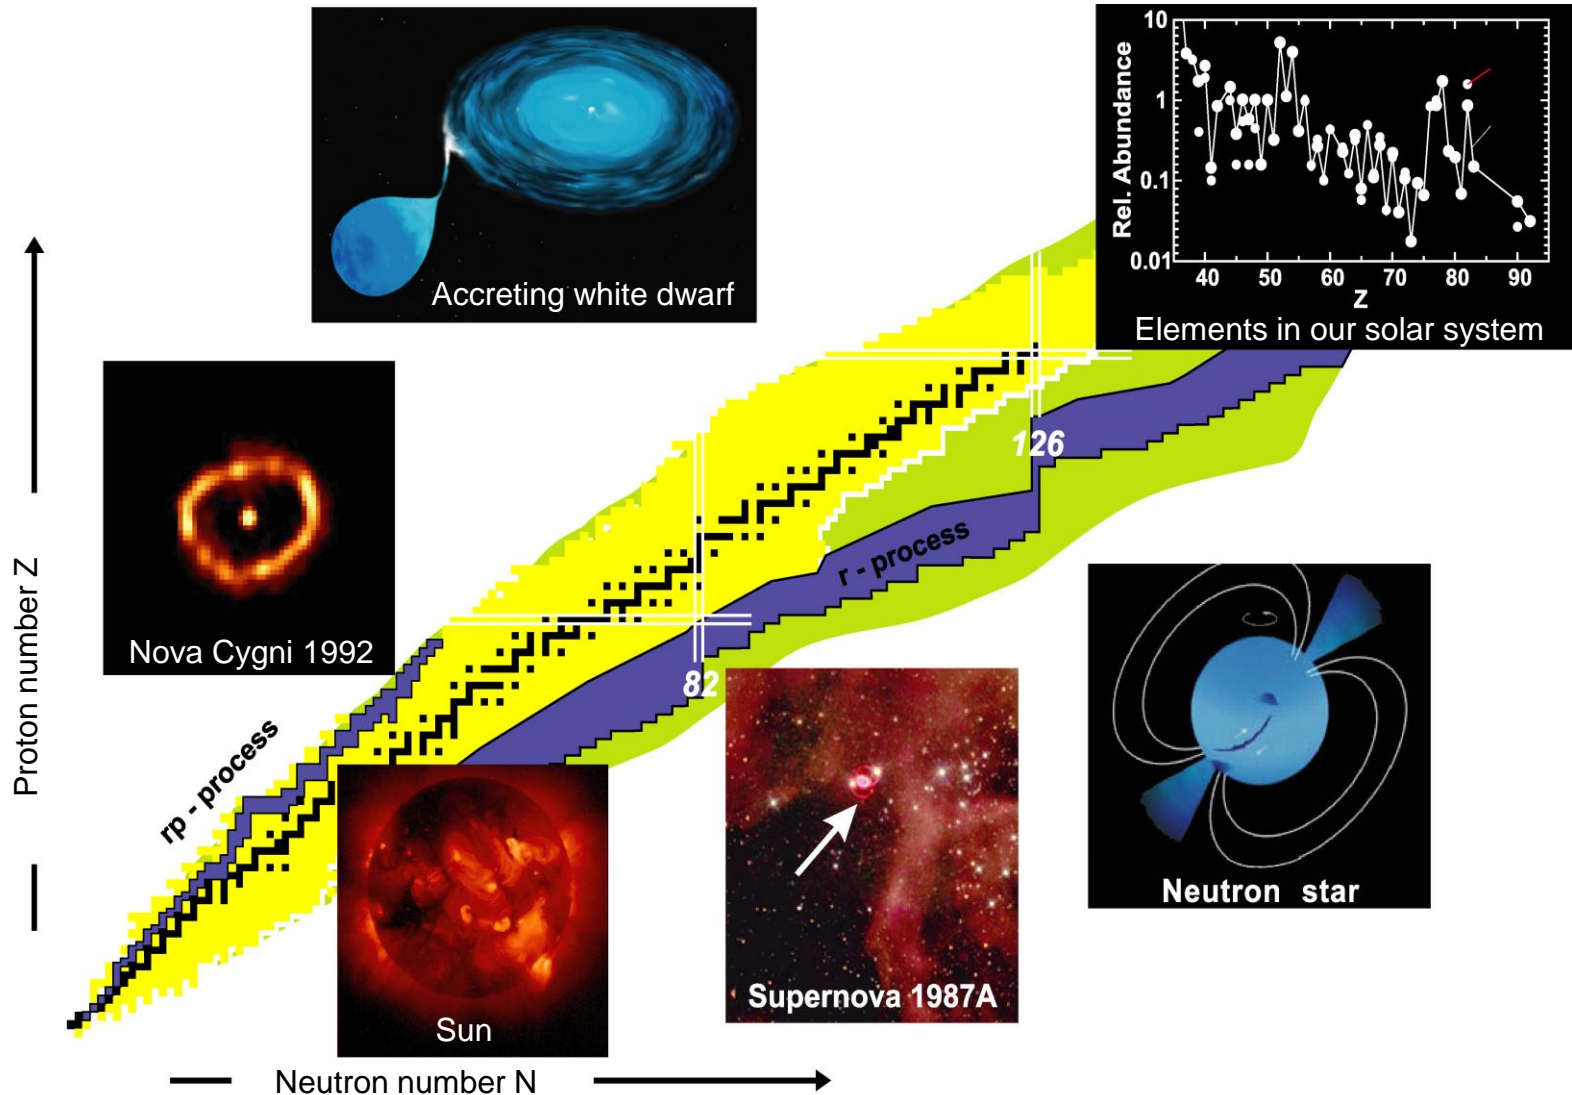 Accreting white dwarf
Rel. Abundance
10
1
0.1
0.01
40
50
60
70
80
90
Z
Elements in our solar system
Nova Cygni 1992
Proton number Z
126
r - process
82
rp - process
Sun
Supernova 1987A
Neutron star
Neutron number N